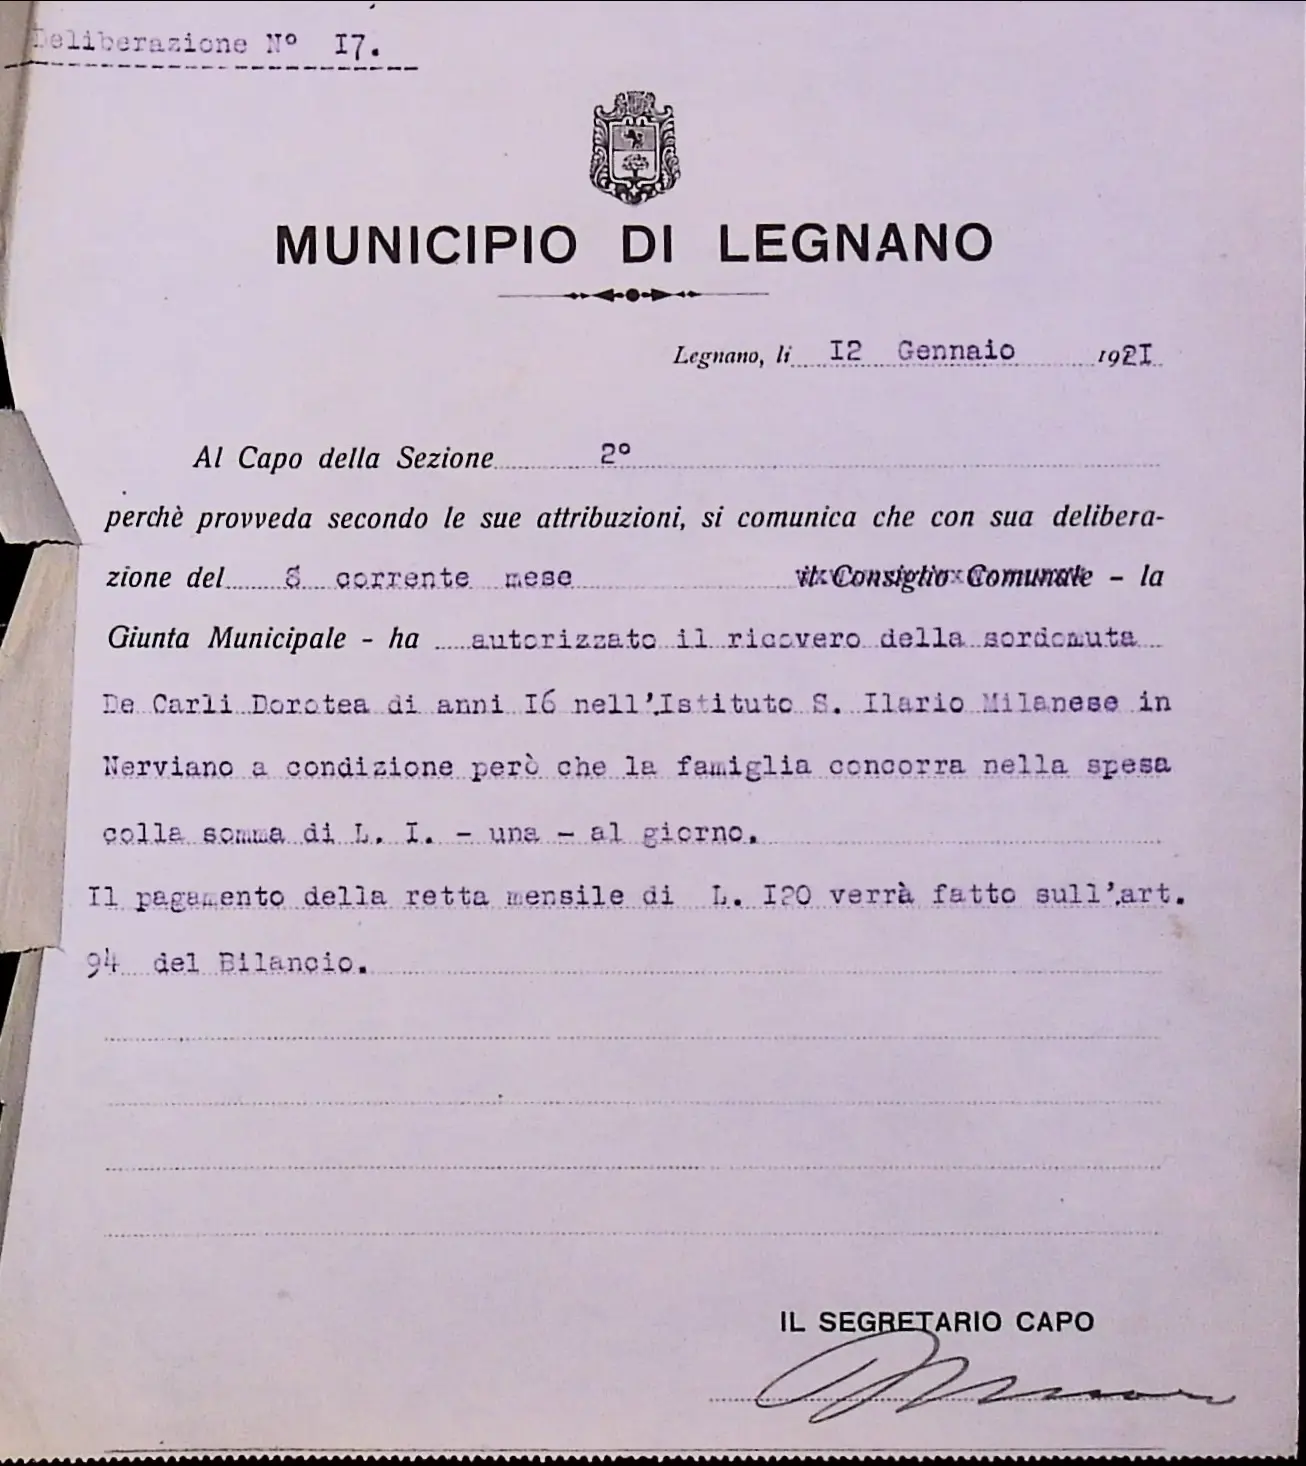 Deliberazione N° I7.
MUNICIPIO DI LEGNANO
Legnano, li I2 Gennaio 192I
Al Capo della Sezione 2°
perchè provveda secondo le sue attribuzioni, si comunica che con sua delibera-
zione del 8 corrente mese il Consiglio Comunale - la
Giunta Municipale - ha autorizzato il ricovero della sordomuta
De Carli Dorotea di anni I6 nell'Istituto S. Ilario Milanese in
Nerviano a condizione però che la famiglia concorra nella spesa
colla somma di L. I. - una - al giorno.
Il pagamento della retta mensile di L. I20 verrà fatto sull'art.
94 del Bilancio.
IL SEGRETARIO CAPO